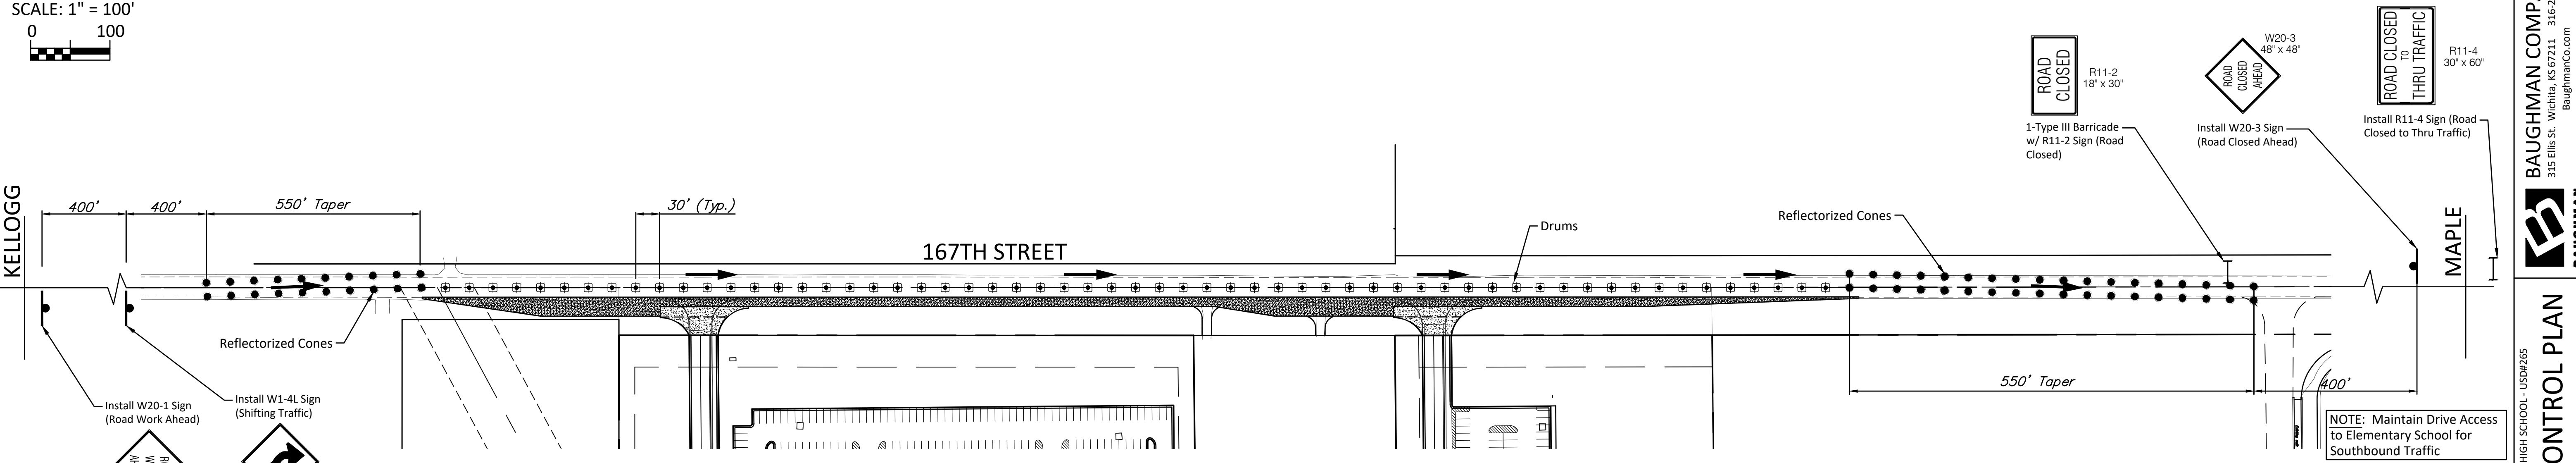 SCALE: 1" = 100'
0 100
KELLOGG
400'
400'
550' Taper
30' (Typ.)
167TH STREET
Drums
Reflectorized Cones
Reflectorized Cones
Install W20-1 Sign
(Road Work Ahead)
Install W1-4L Sign
(Shifting Traffic)
ROAD
CLOSED
R11-2
18" x 30"
1-Type III Barricade
w/ R11-2 Sign (Road
Closed)
ROAD
CLOSED
AHEAD
W20-3
48" x 48"
Install W20-3 Sign
(Road Closed Ahead)
ROAD CLOSED
TO
THRU TRAFFIC
R11-4
30" x 60"
Install R11-4 Sign (Road
Closed to Thru Traffic)
MAPLE
550' Taper
400'
NOTE: Maintain Drive Access
to Elementary School for
Southbound Traffic
BAUGHMAN COMPA
315 Ellis St. Wichita, KS 67211 316-2
BaughmanCo.com
HIGH SCHOOL - USD#265
ONTROL PLAN